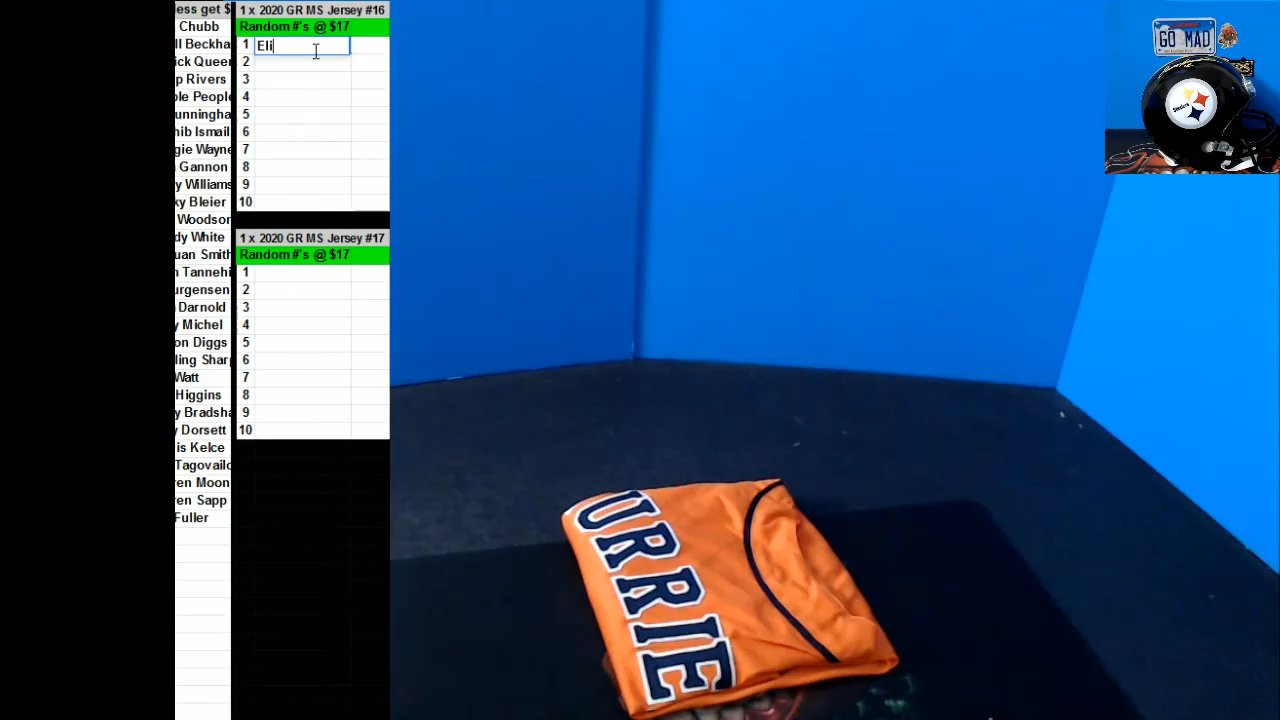 ess get $
Chubb
ll Beckha
ick Queer
p Rivers
ole People
unningha
hib Ismail
gie Wayne
Gannon
y Williams
ky Bleier
Woodsor
dy White
uan Smith
n Tannehi
urgensen
Darnold
y Michel
on Diggs
ling Sharp
Watt
Higgins
y Bradsha
y Dorsett
is Kelce
Tagovailo
ren Moon
ren Sapp
Fuller
1 x 2020 GR MS Jersey #16
Random #'s @ $17
1 Eli
2
3
4
5
6
7
8
9
10
1 x 2020 GR MS Jersey #17
Random #'s @ $17
1
2
3
4
5
6
7
8
9
10
GO MAD
Steelers
URRIE